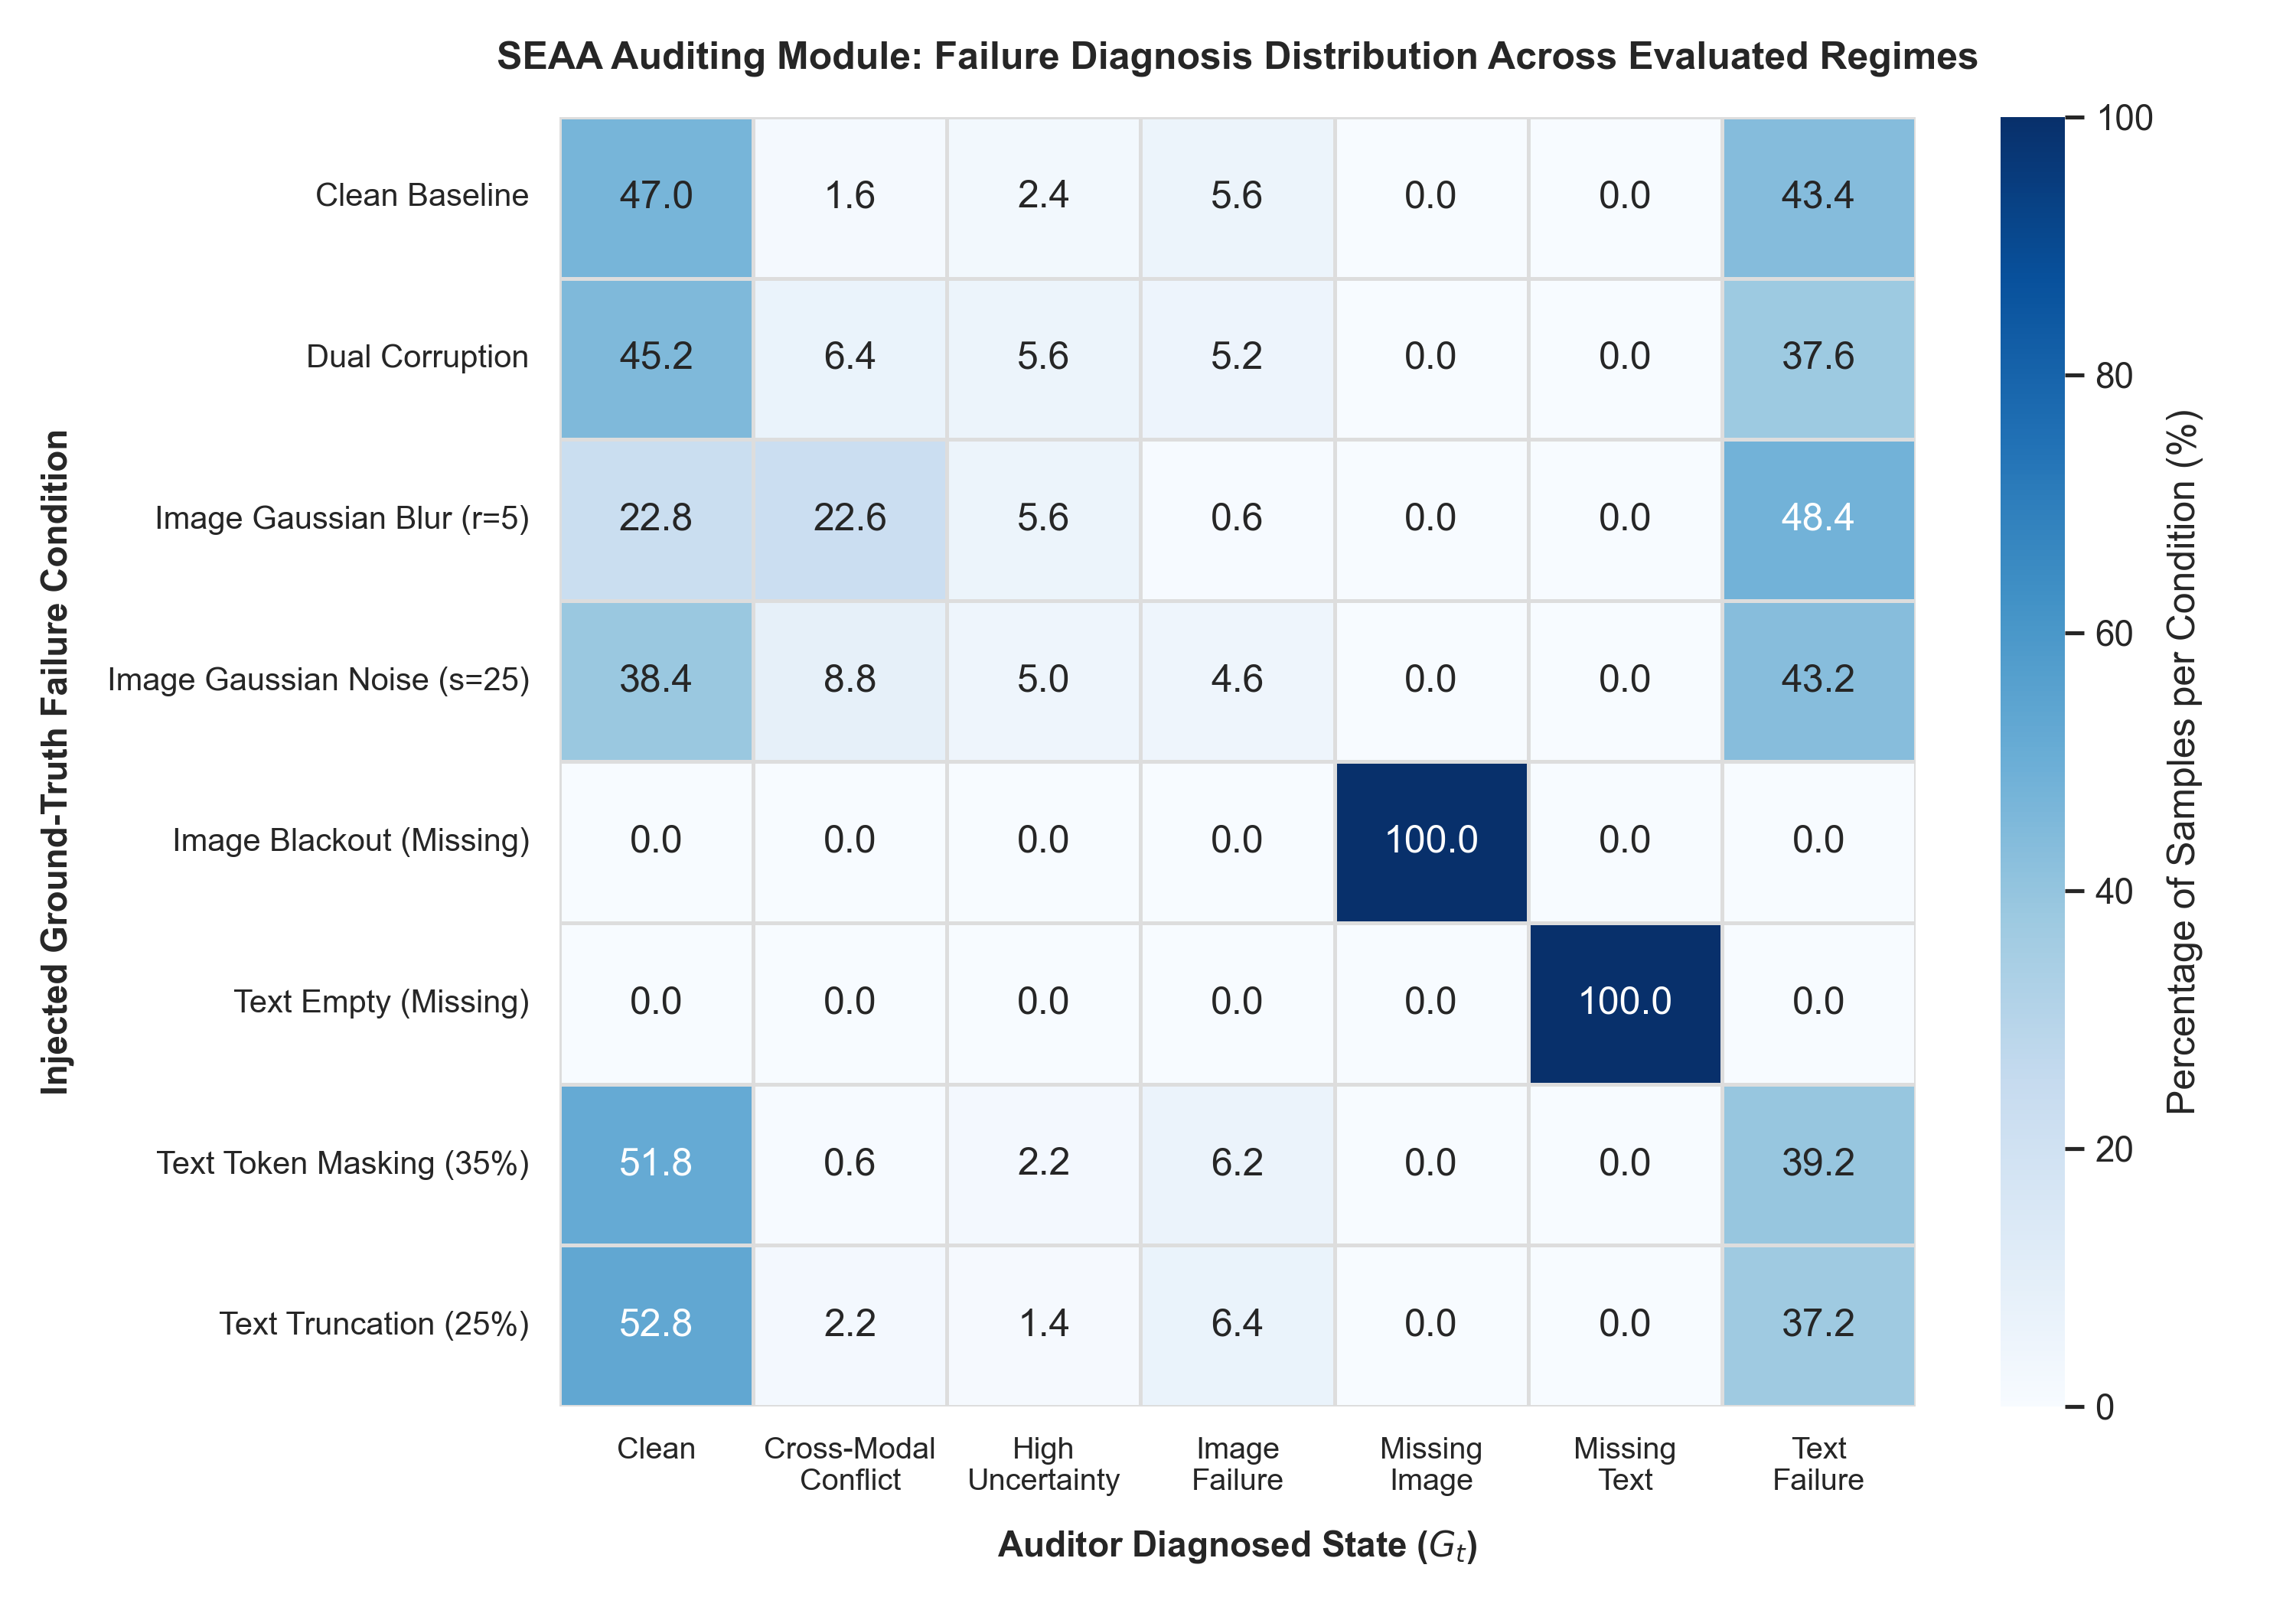 SEAA Auditing Module: Failure Diagnosis Distribution Across Evaluated Regimes
Injected Ground-Truth Failure Condition
Clean Baseline 47.0 1.6 2.4 5.6 0.0 0.0 43.4
Dual Corruption 45.2 6.4 5.6 5.2 0.0 0.0 37.6
Image Gaussian Blur (r=5) 22.8 22.6 5.6 0.6 0.0 0.0 48.4
Image Gaussian Noise (s=25) 38.4 8.8 5.0 4.6 0.0 0.0 43.2
Image Blackout (Missing) 0.0 0.0 0.0 0.0 100.0 0.0 0.0
Text Empty (Missing) 0.0 0.0 0.0 0.0 0.0 100.0 0.0
Text Token Masking (35%) 51.8 0.6 2.2 6.2 0.0 0.0 39.2
Text Truncation (25%) 52.8 2.2 1.4 6.4 0.0 0.0 37.2
Clean Cross-Modal High Image Missing Missing Text
Conflict Uncertainty Failure Image Text Failure
Auditor Diagnosed State (G_t)
100
80
60
40
20
0
Percentage of Samples per Condition (%)